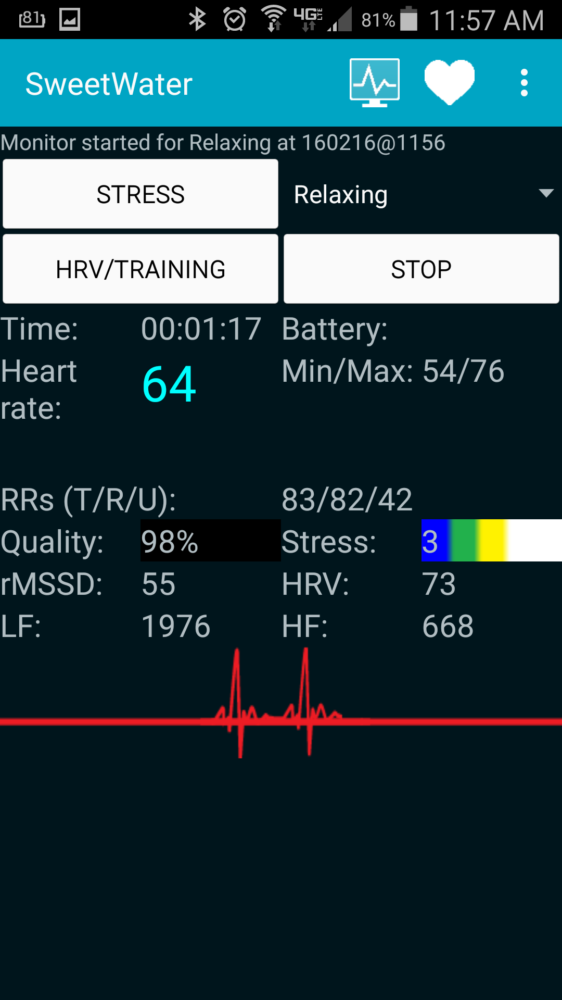 81 4G LTE 81% 11:57 AM
SweetWater
Monitor started for Relaxing at 160216@1156
STRESS Relaxing
HRV/TRAINING STOP
Time: 00:01:17 Battery:
Heart rate: 64 Min/Max: 54/76
RRs (T/R/U): 83/82/42
Quality: 98% Stress: 3
rMSSD: 55 HRV: 73
LF: 1976 HF: 668